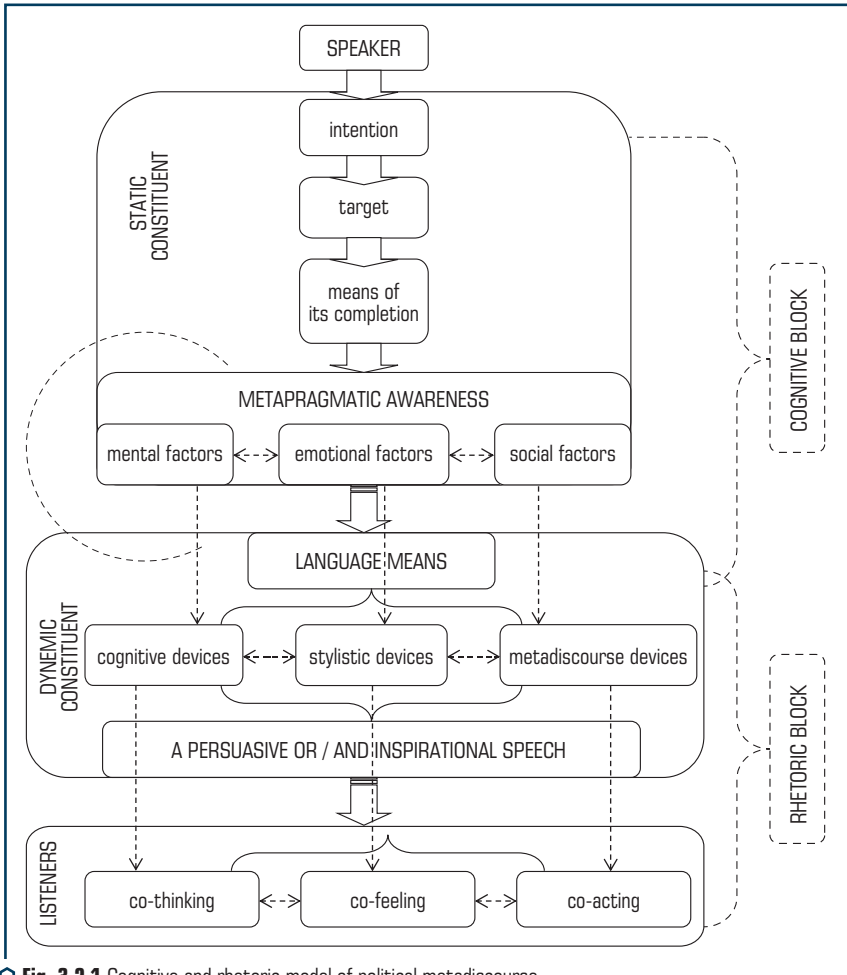 SPEAKER
intention
STATIC
CONSTITUENT
target
means of
its completion
COGNITIVE BLOCK
METAPRAGMATIC AWARENESS
mental factors
emotional factors
social factors
LANGUAGE MEANS
DYNEMIC
CONSTITUENT
cognitive devices
stylistic devices
metadiscourse devices
A PERSUASIVE OR / AND INSPIRATIONAL SPEECH
RHETORIC BLOCK
LISTENERS
co-thinking
co-feeling
co-acting
Fig. 3.2.1 Cognitive and rhetoric model of political metadiscourse